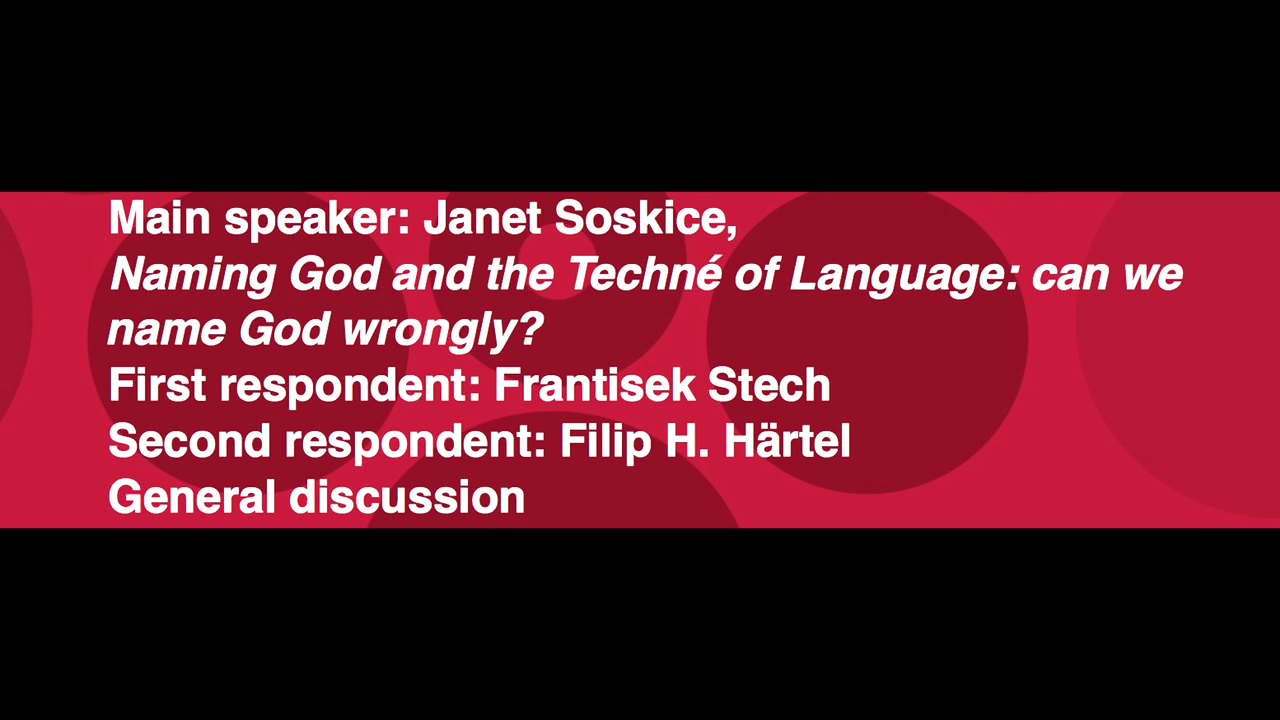 Main speaker: Janet Soskice,
Naming God and the Techné of Language: can we
name God wrongly?
First respondent: Frantisek Stech
Second respondent: Filip H. Härtel
General discussion